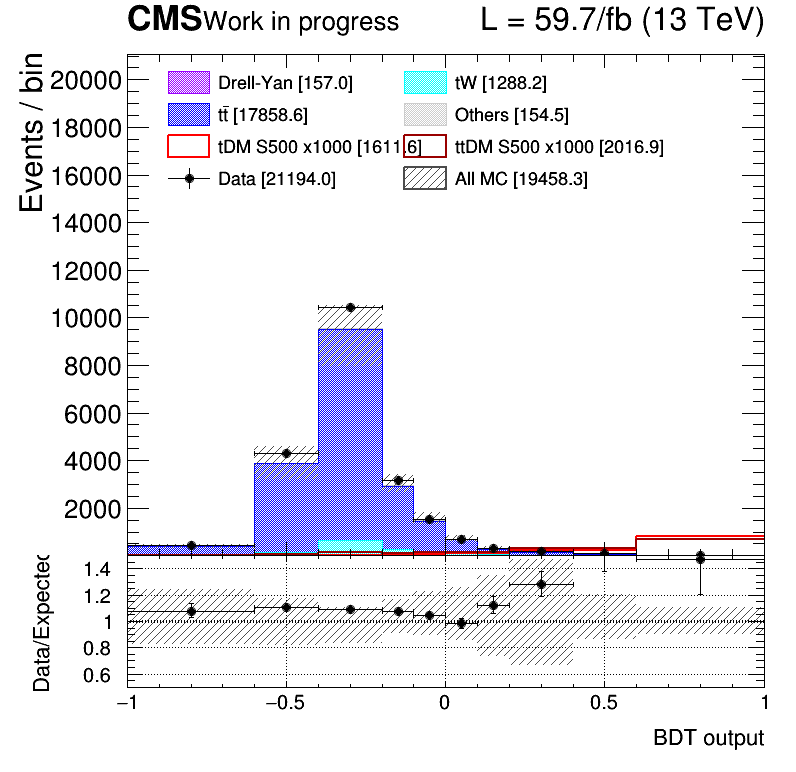 CMS Work in progress L = 59.7/fb (13 TeV)
Events / bin
20000
18000
16000
14000
12000
10000
8000
6000
4000
2000
Drell-Yan [157.0] tW [1288.2]
tt̄ [17858.6] Others [154.5]
tDM S500 x1000 [1611.6] ttDM S500 x1000 [2016.9]
Data [21194.0] All MC [19458.3]
Data/Expected
1.4
1.2
1
0.8
0.6
−1 −0.5 0 0.5 1
BDT output